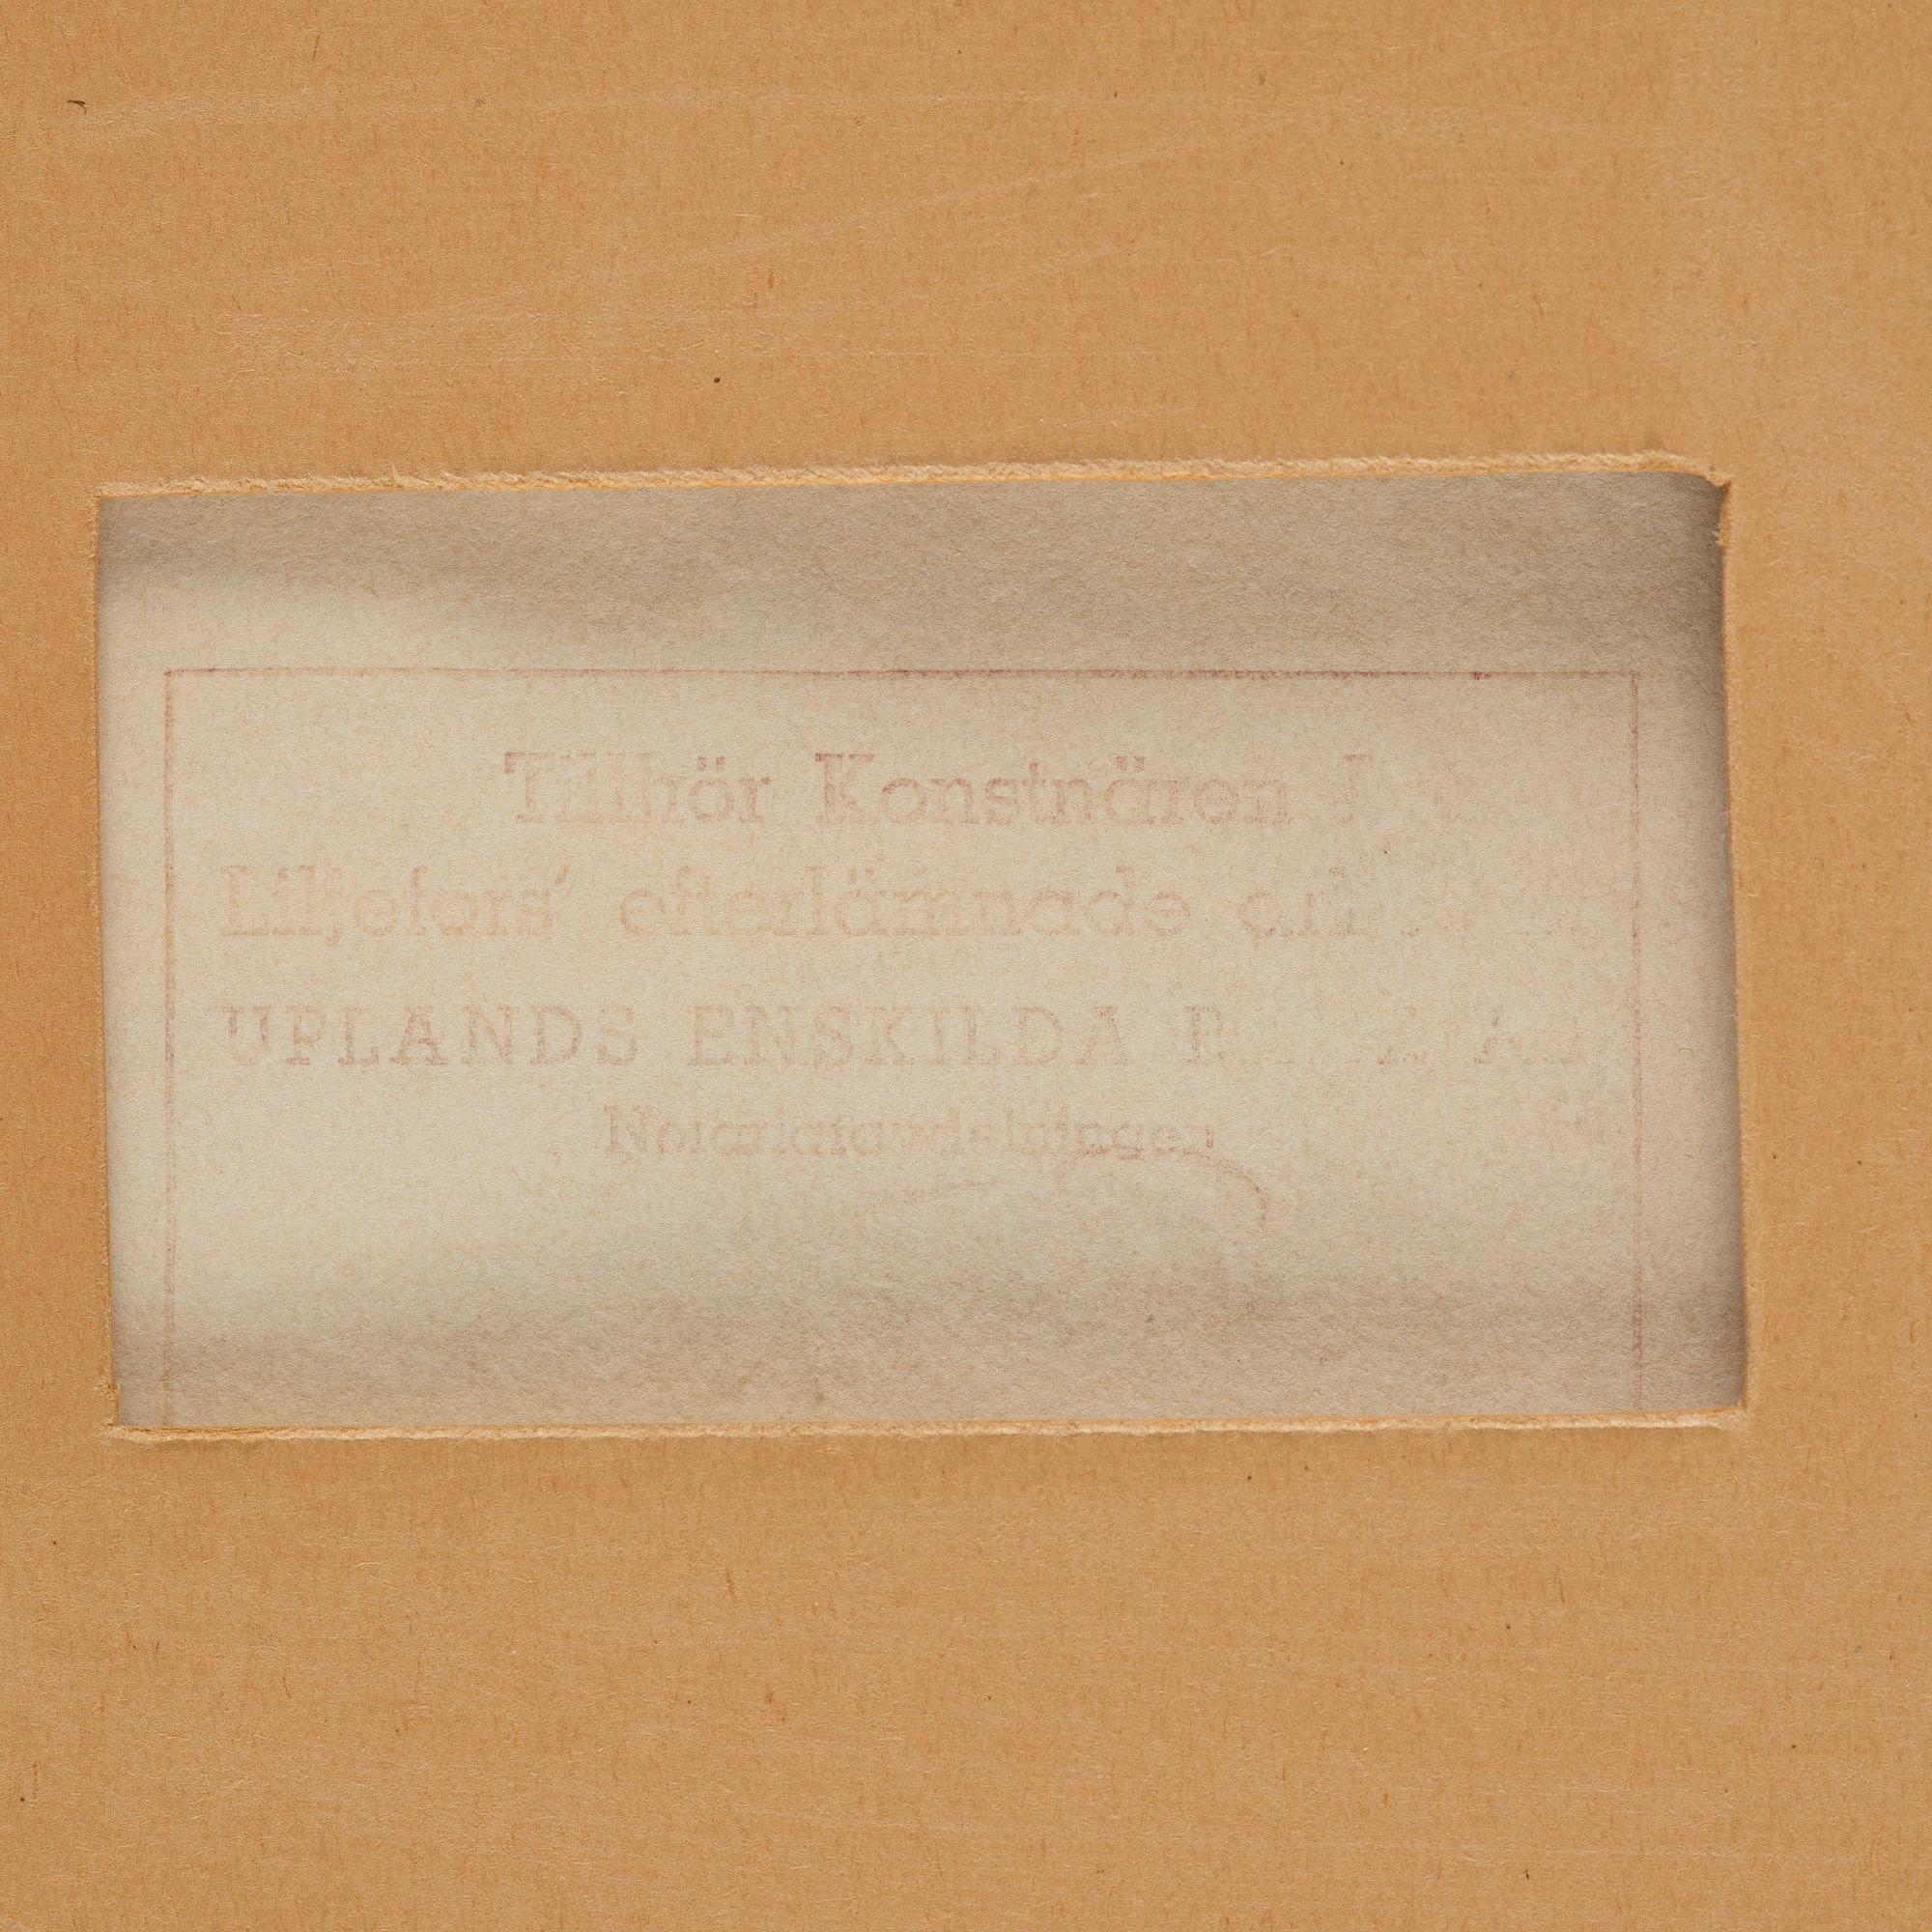 Tillhör Konstnären
Liljefors' efterlämnade
UPLANDS ENSKILDA
Notariatavdelningen